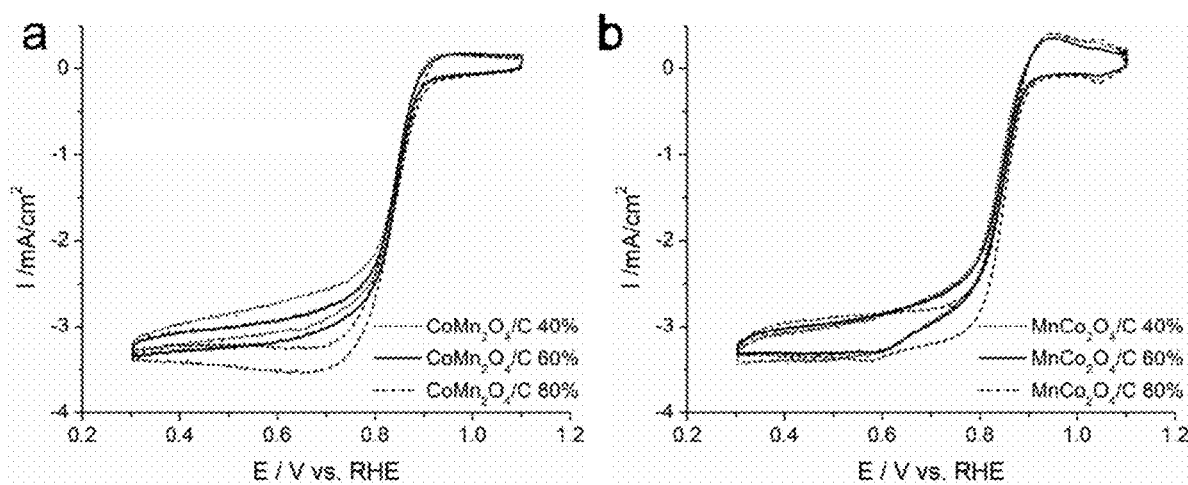 a
0
-1
-2
-3
-4
I /mA/cm²
0.2 0.4 0.6 0.8 1.0 1.2
E / V vs. RHE
CoMn₂O₄/C 40%
CoMn₂O₄/C 60%
CoMn₂O₄/C 80%
b
0
-1
-2
-3
-4
I /mA/cm²
0.2 0.4 0.6 0.8 1.0 1.2
E / V vs. RHE
MnCo₂O₄/C 40%
MnCo₂O₄/C 60%
MnCo₂O₄/C 80%